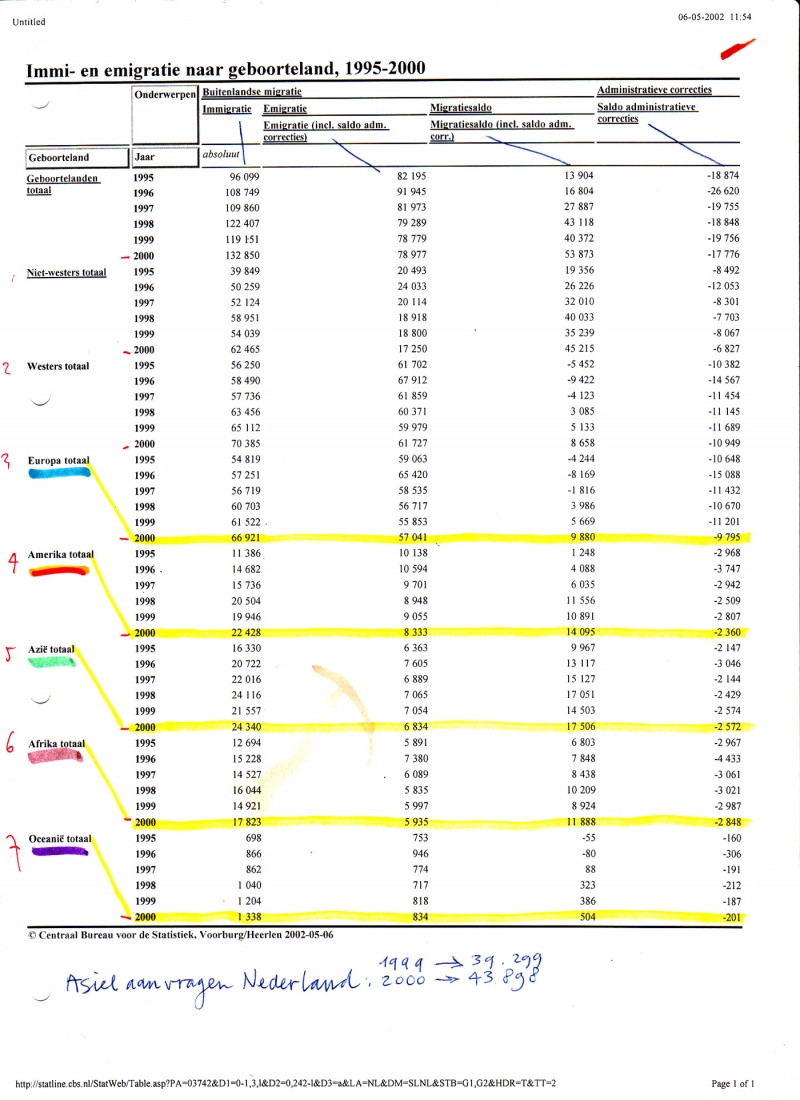 Untitled
06-05-2002 11:54
Immi- en emigratie naar geboorteland, 1995-2000
Onderwerpen Buitenlandse migratie Administratieve correcties
Immigratie Emigratie Migratiesaldo Saldo administratieve correcties
Emigratie (incl. saldo adm. correcties) Migratiesaldo (incl. saldo adm. corr.)
Geboorteland Jaar absoluut
Geboortelanden totaal 1995 96 099 82 195 13 904 -18 874
1996 108 749 91 945 16 804 -26 620
1997 109 860 81 973 27 887 -19 755
1998 122 407 79 289 43 118 -18 848
1999 119 151 78 779 40 372 -19 756
2000 132 850 78 977 53 873 -17 776
1 Niet-westers totaal 1995 39 849 20 493 19 356 -8 492
1996 50 259 24 033 26 226 -12 053
1997 52 124 20 114 32 010 -8 301
1998 58 951 18 918 40 033 -7 703
1999 54 039 18 800 35 239 -8 067
2000 62 465 17 250 45 215 -6 827
2 Westers totaal 1995 56 250 61 702 -5 452 -10 382
1996 58 490 67 912 -9 422 -14 567
1997 57 736 61 859 -4 123 -11 454
1998 63 456 60 371 3 085 -11 145
1999 65 112 59 979 5 133 -11 689
2000 70 385 61 727 8 658 -10 949
3 Europa totaal 1995 54 819 59 063 -4 244 -10 648
1996 57 251 65 420 -8 169 -15 088
1997 56 719 58 535 -1 816 -11 432
1998 60 703 56 717 3 986 -10 670
1999 61 522 55 853 5 669 -11 201
2000 66 921 57 041 9 880 -9 795
4 Amerika totaal 1995 11 386 10 138 1 248 -2 968
1996 14 682 10 594 4 088 -3 747
1997 15 736 9 701 6 035 -2 942
1998 20 504 8 948 11 556 -2 509
1999 19 946 9 055 10 891 -2 807
2000 22 428 8 333 14 095 -2 360
5 Azië totaal 1995 16 330 6 363 9 967 -2 147
1996 20 722 7 605 13 117 -3 046
1997 22 016 6 889 15 127 -2 144
1998 24 116 7 065 17 051 -2 429
1999 21 557 7 054 14 503 -2 574
2000 24 340 6 834 17 506 -2 572
6 Afrika totaal 1995 12 694 5 891 6 803 -2 967
1996 15 228 7 380 7 848 -4 433
1997 14 527 6 089 8 438 -3 061
1998 16 044 5 835 10 209 -3 021
1999 14 921 5 997 8 924 -2 987
2000 17 823 5 935 11 888 -2 848
7 Oceanië totaal 1995 698 753 -55 -160
1996 866 946 -80 -306
1997 862 774 88 -191
1998 1 040 717 323 -212
1999 1 204 818 386 -187
2000 1 338 834 504 -201
© Centraal Bureau voor de Statistiek, Voorburg/Heerlen 2002-05-06
1999 → 39.299
Asiel aanvragen Nederland: 2000 → 43.898
http://statline.cbs.nl/StatWeb/Table.asp?PA=03742&D1=0-1,3,l&D2=0,242-l&D3=a&LA=NL&DM=SLNL&STB=G1,G2&HDR=T&TT=2
Page 1 of 1